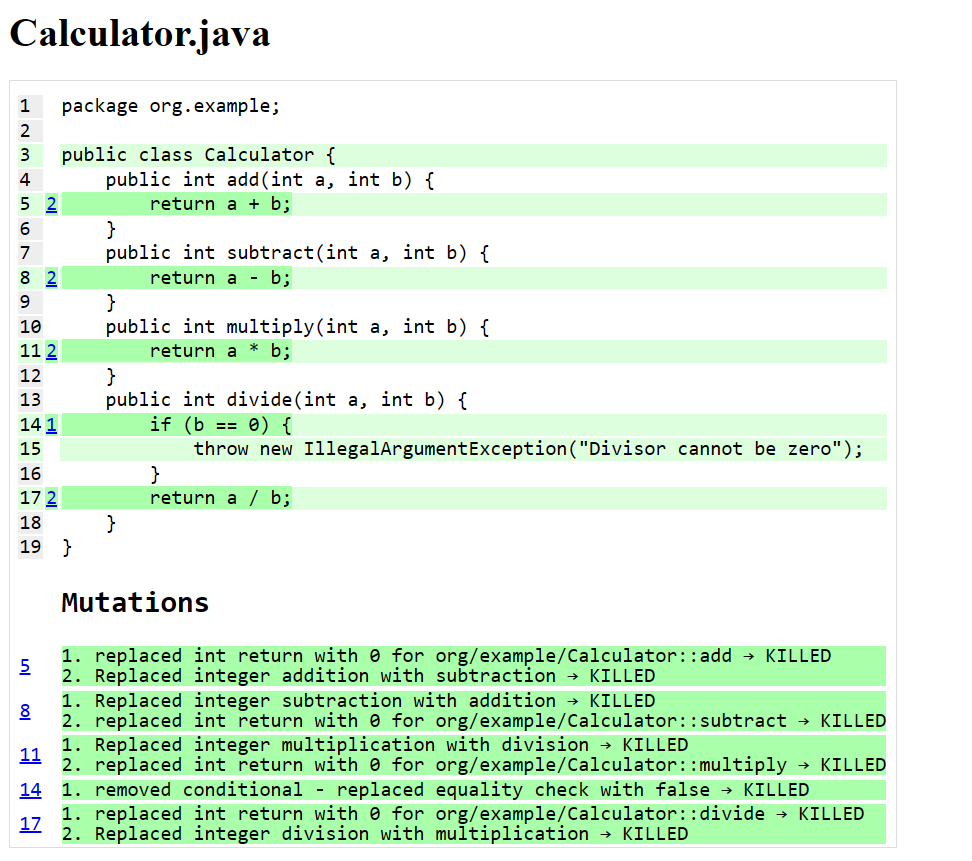 Calculator.java
1 package org.example;
2
3 public class Calculator {
4 public int add(int a, int b) {
5 2 return a + b;
6 }
7 public int subtract(int a, int b) {
8 2 return a - b;
9 }
10 public int multiply(int a, int b) {
11 2 return a * b;
12 }
13 public int divide(int a, int b) {
14 1 if (b == 0) {
15 throw new IllegalArgumentException("Divisor cannot be zero");
16 }
17 2 return a / b;
18 }
19 }
Mutations
5 1. replaced int return with 0 for org/example/Calculator::add → KILLED
2. Replaced integer addition with subtraction → KILLED
8 1. Replaced integer subtraction with addition → KILLED
2. replaced int return with 0 for org/example/Calculator::subtract → KILLED
11 1. Replaced integer multiplication with division → KILLED
2. replaced int return with 0 for org/example/Calculator::multiply → KILLED
14 1. removed conditional - replaced equality check with false → KILLED
17 1. replaced int return with 0 for org/example/Calculator::divide → KILLED
2. Replaced integer division with multiplication → KILLED